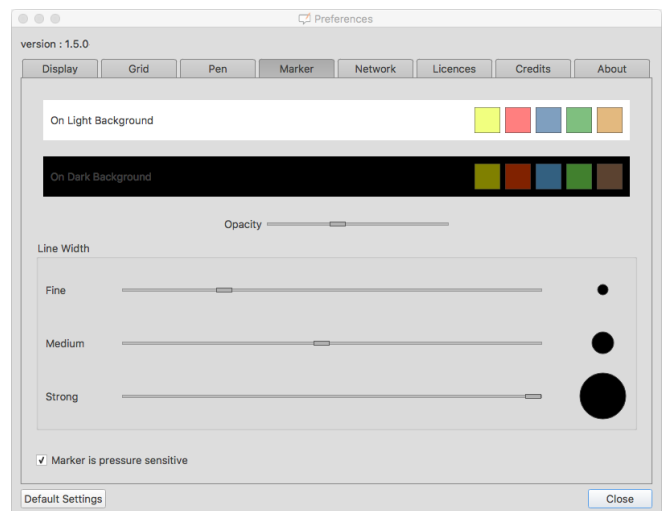 Preferences
version : 1.5.0
Display Grid Pen Marker Network Licences Credits About
On Light Background
On Dark Background
Opacity
Line Width
Fine
Medium
Strong
Marker is pressure sensitive
Default Settings Close